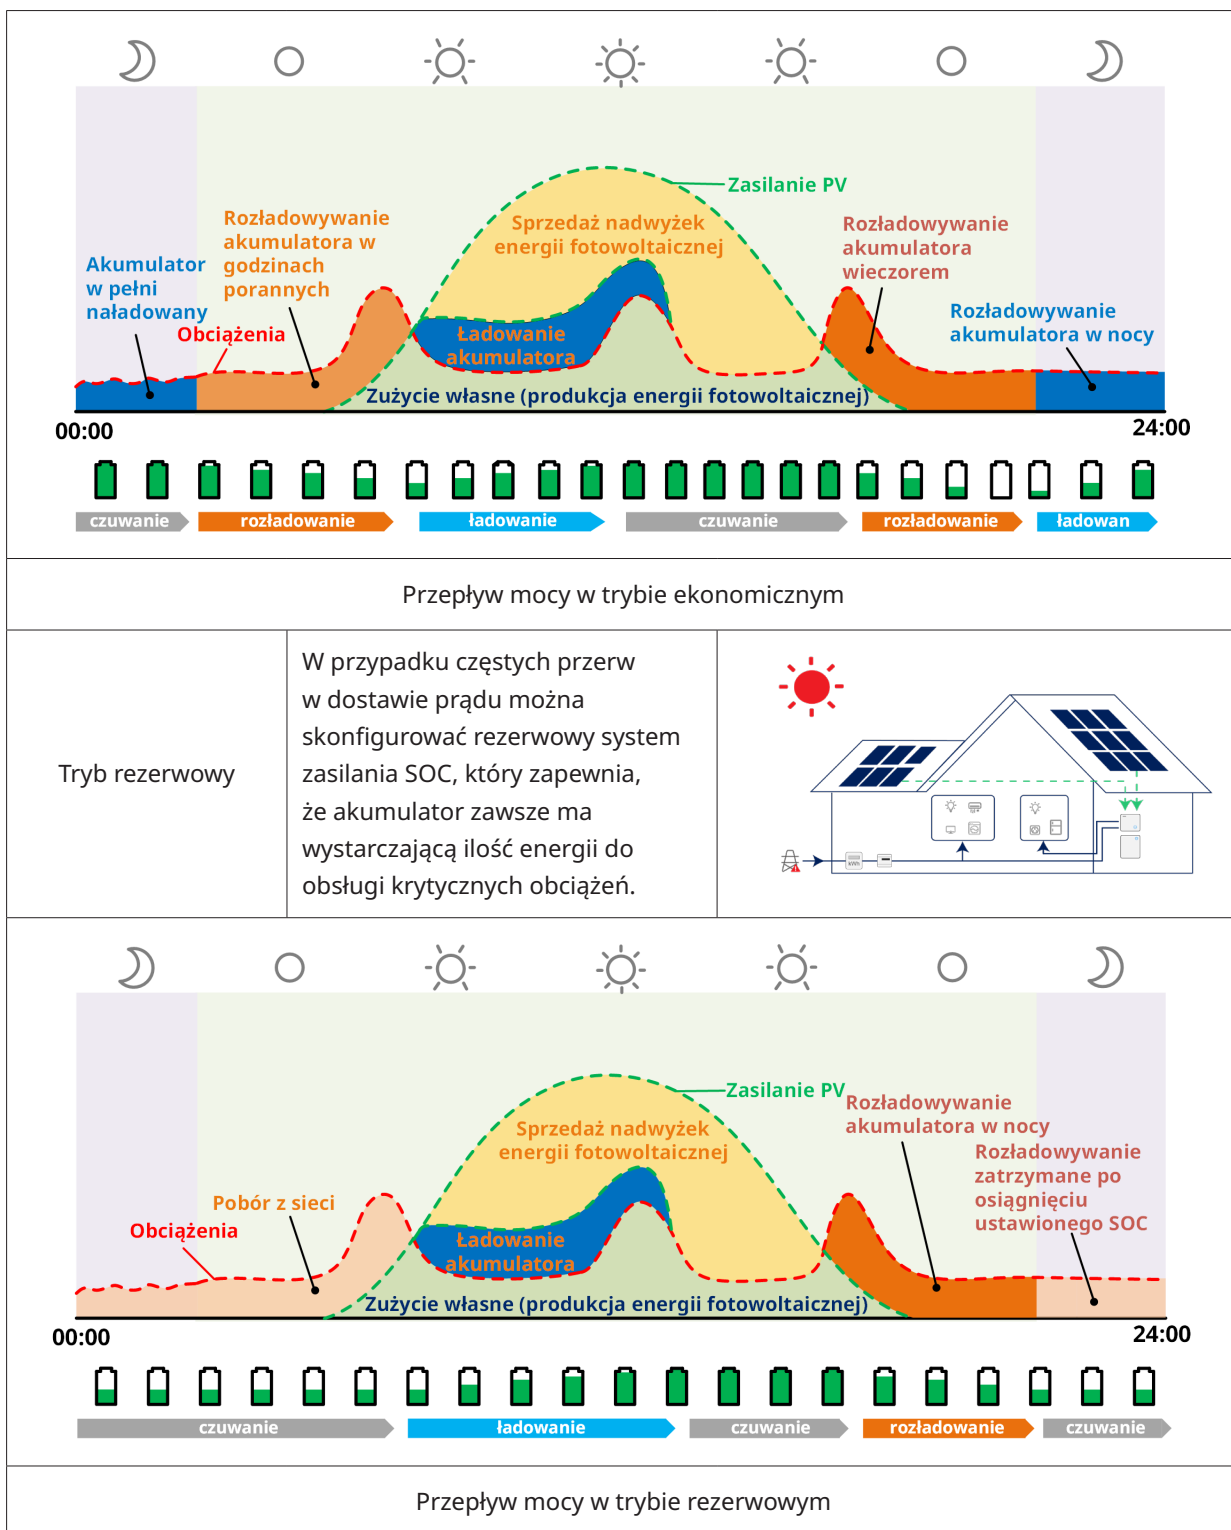 Zasilanie PV
Sprzedaż nadwyżek
energii fotowoltaicznej
Rozładowywanie
akumulatora w
godzinach
porannych
Rozładowywanie
akumulatora
wieczorem
Akumulator
w pełni
naładowany
Obciążenia
Ładowanie
akumulatora
Rozładowywanie
akumulatora w nocy
Zużycie własne (produkcja energii fotowoltaicznej)
00:00
24:00
czuwanie
rozładowanie
ładowanie
czuwanie
rozładowanie
ładowan
Przepływ mocy w trybie ekonomicznym
Tryb rezerwowy
W przypadku częstych przerw
w dostawie prądu można
skonfigurować rezerwowy system
zasilania SOC, który zapewnia,
że akumulator zawsze ma
wystarczającą ilość energii do
obsługi krytycznych obciążeń.
kWh
Zasilanie PV
Rozładowywanie
akumulatora w nocy
Sprzedaż nadwyżek
energii fotowoltaicznej
Rozładowywanie
zatrzymane po
osiągnięciu
ustawionego SOC
Pobór z sieci
Obciążenia
Ładowanie
akumulatora
Zużycie własne (produkcja energii fotowoltaicznej)
00:00
24:00
czuwanie
ładowanie
czuwanie
rozładowanie
czuwanie
Przepływ mocy w trybie rezerwowym